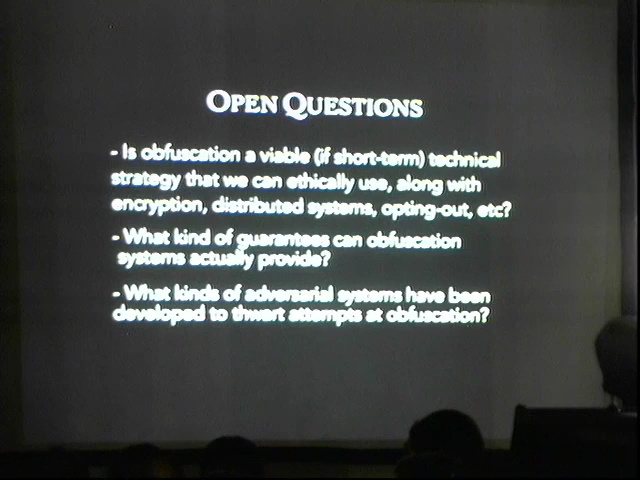 OPEN QUESTIONS
- Is obfuscation a viable (if short-term) technical
strategy that we can ethically use, along with
encryption, distributed systems, opting-out, etc?
- What kind of guarantees can obfuscation
systems actually provide?
- What kinds of adversarial systems have been
developed to thwart attempts at obfuscation?